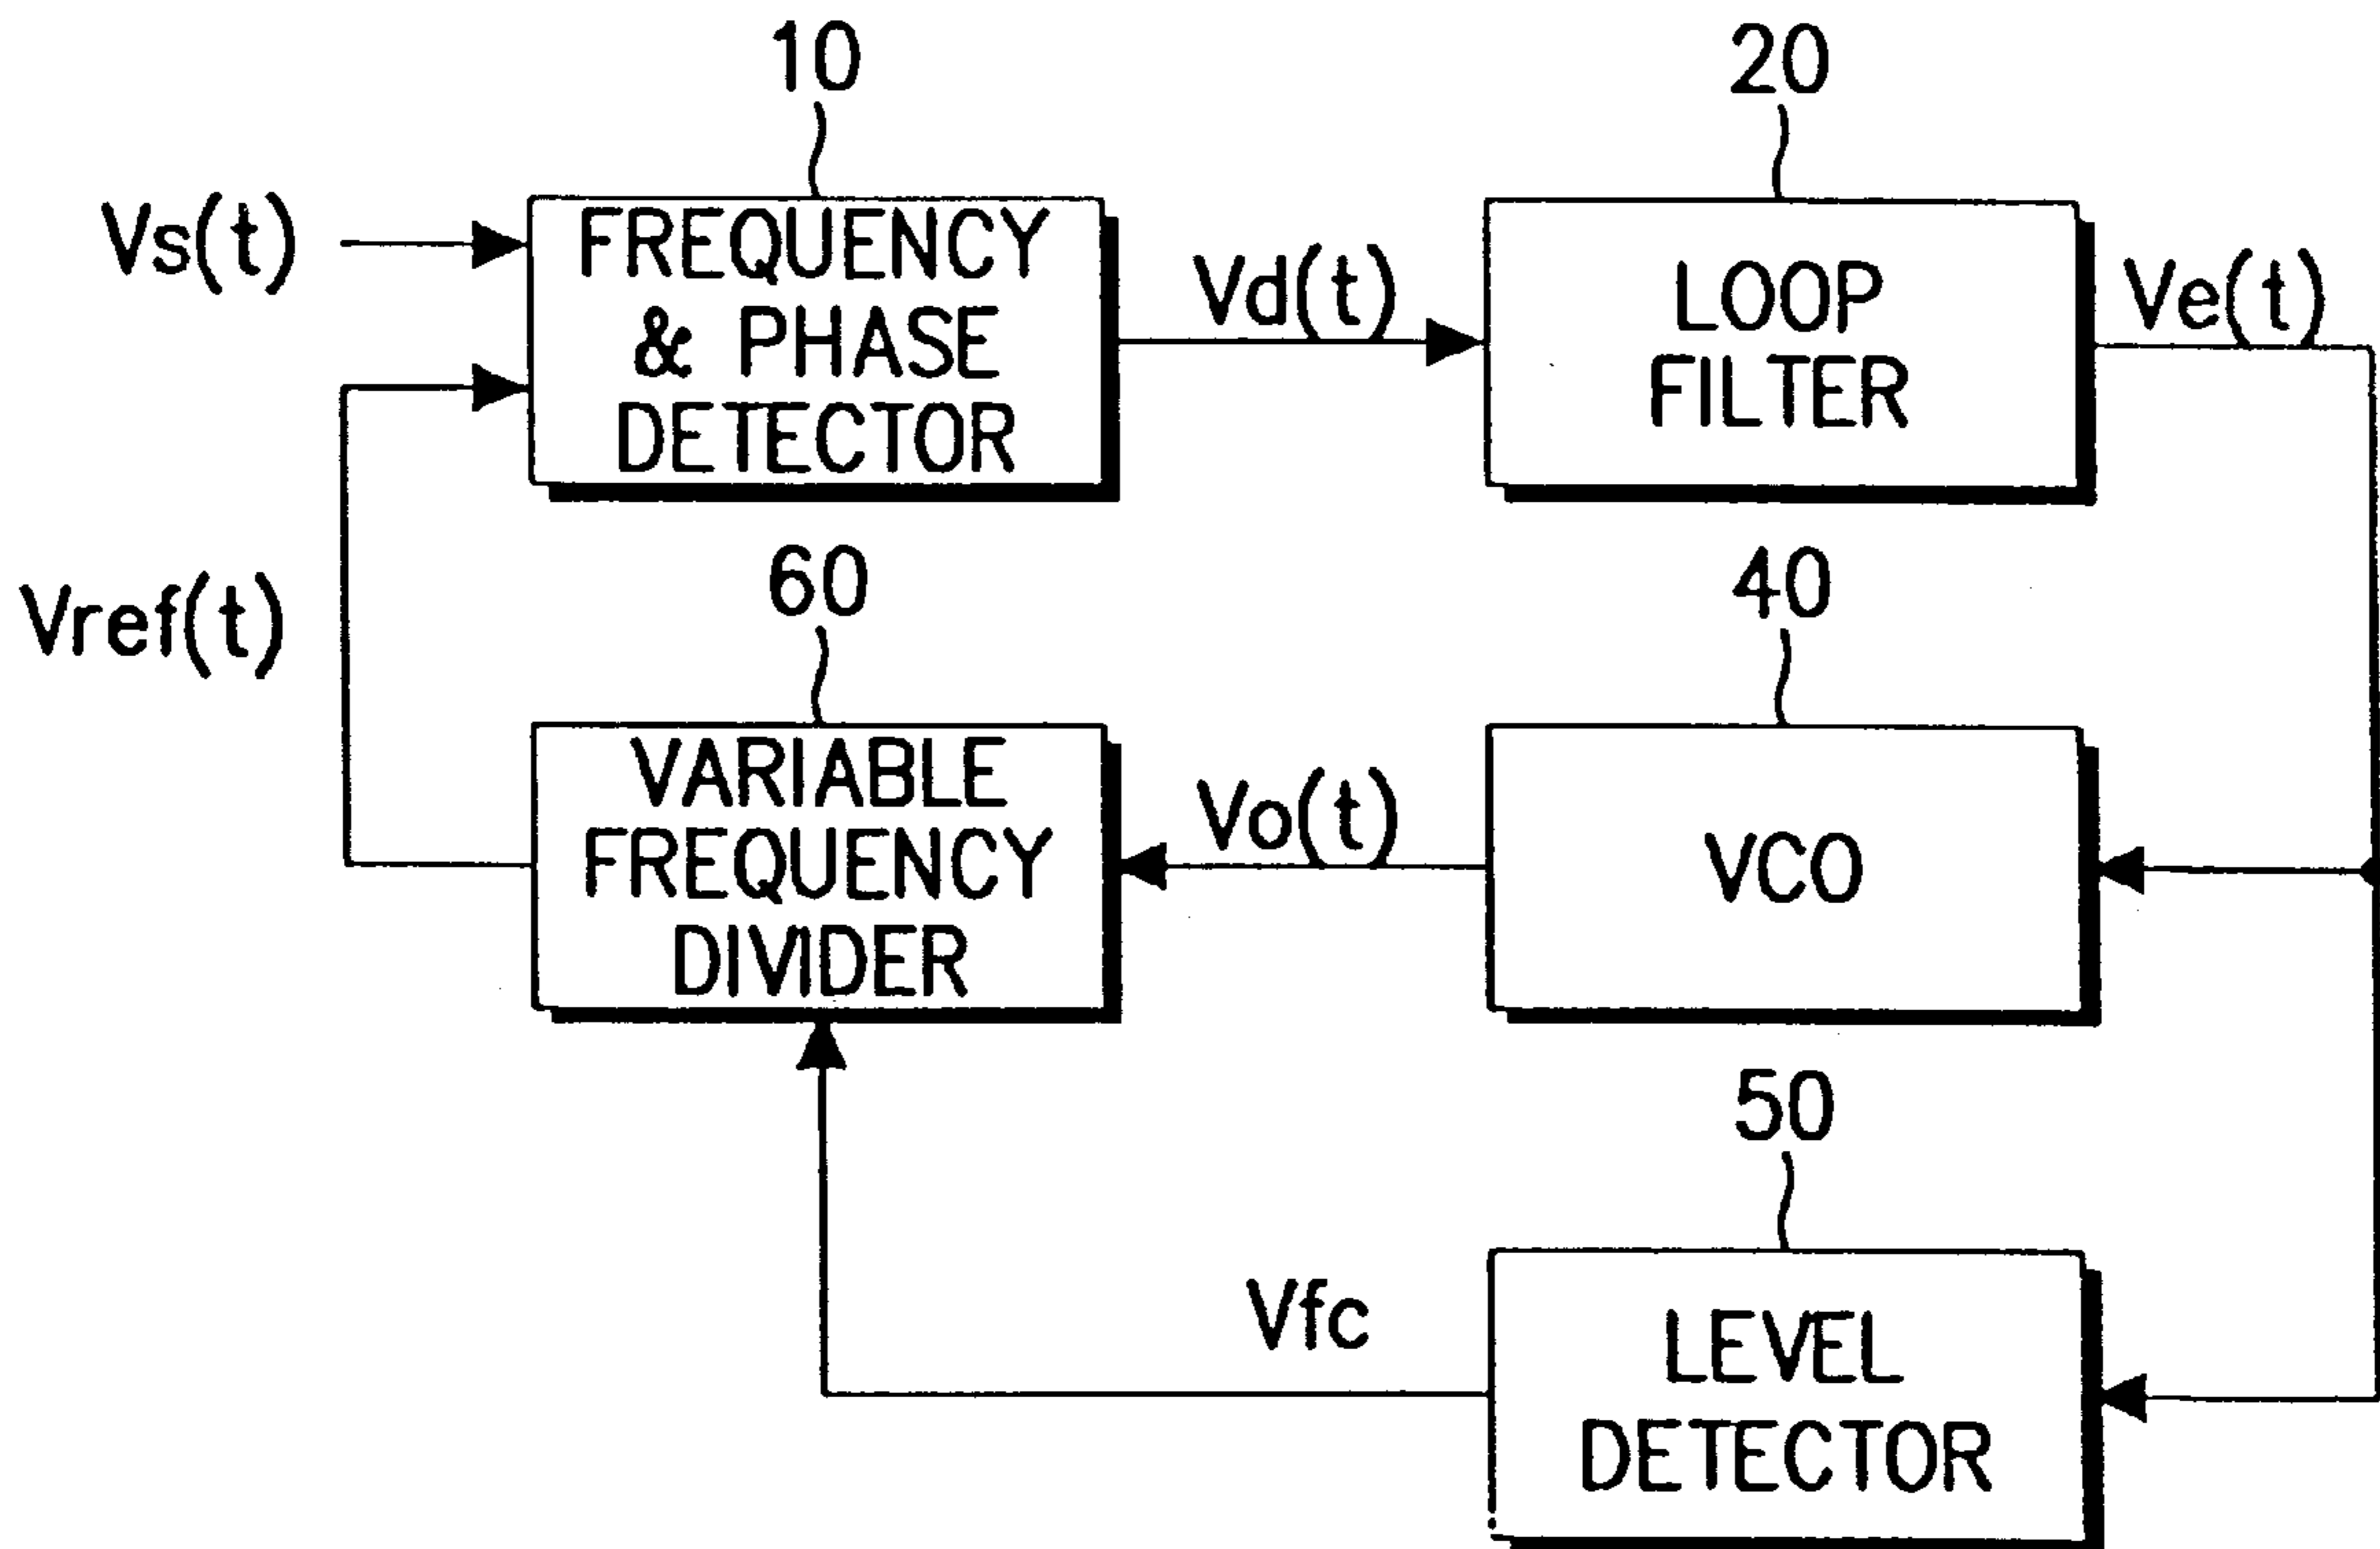 10
20
Vs(t)
FREQUENCY
& PHASE
DETECTOR
Vd(t)
LOOP
FILTER
Ve(t)
Vref(t)
60
40
VARIABLE
FREQUENCY
DIVIDER
Vo(t)
VCO
50
Vfc
LEVEL
DETECTOR